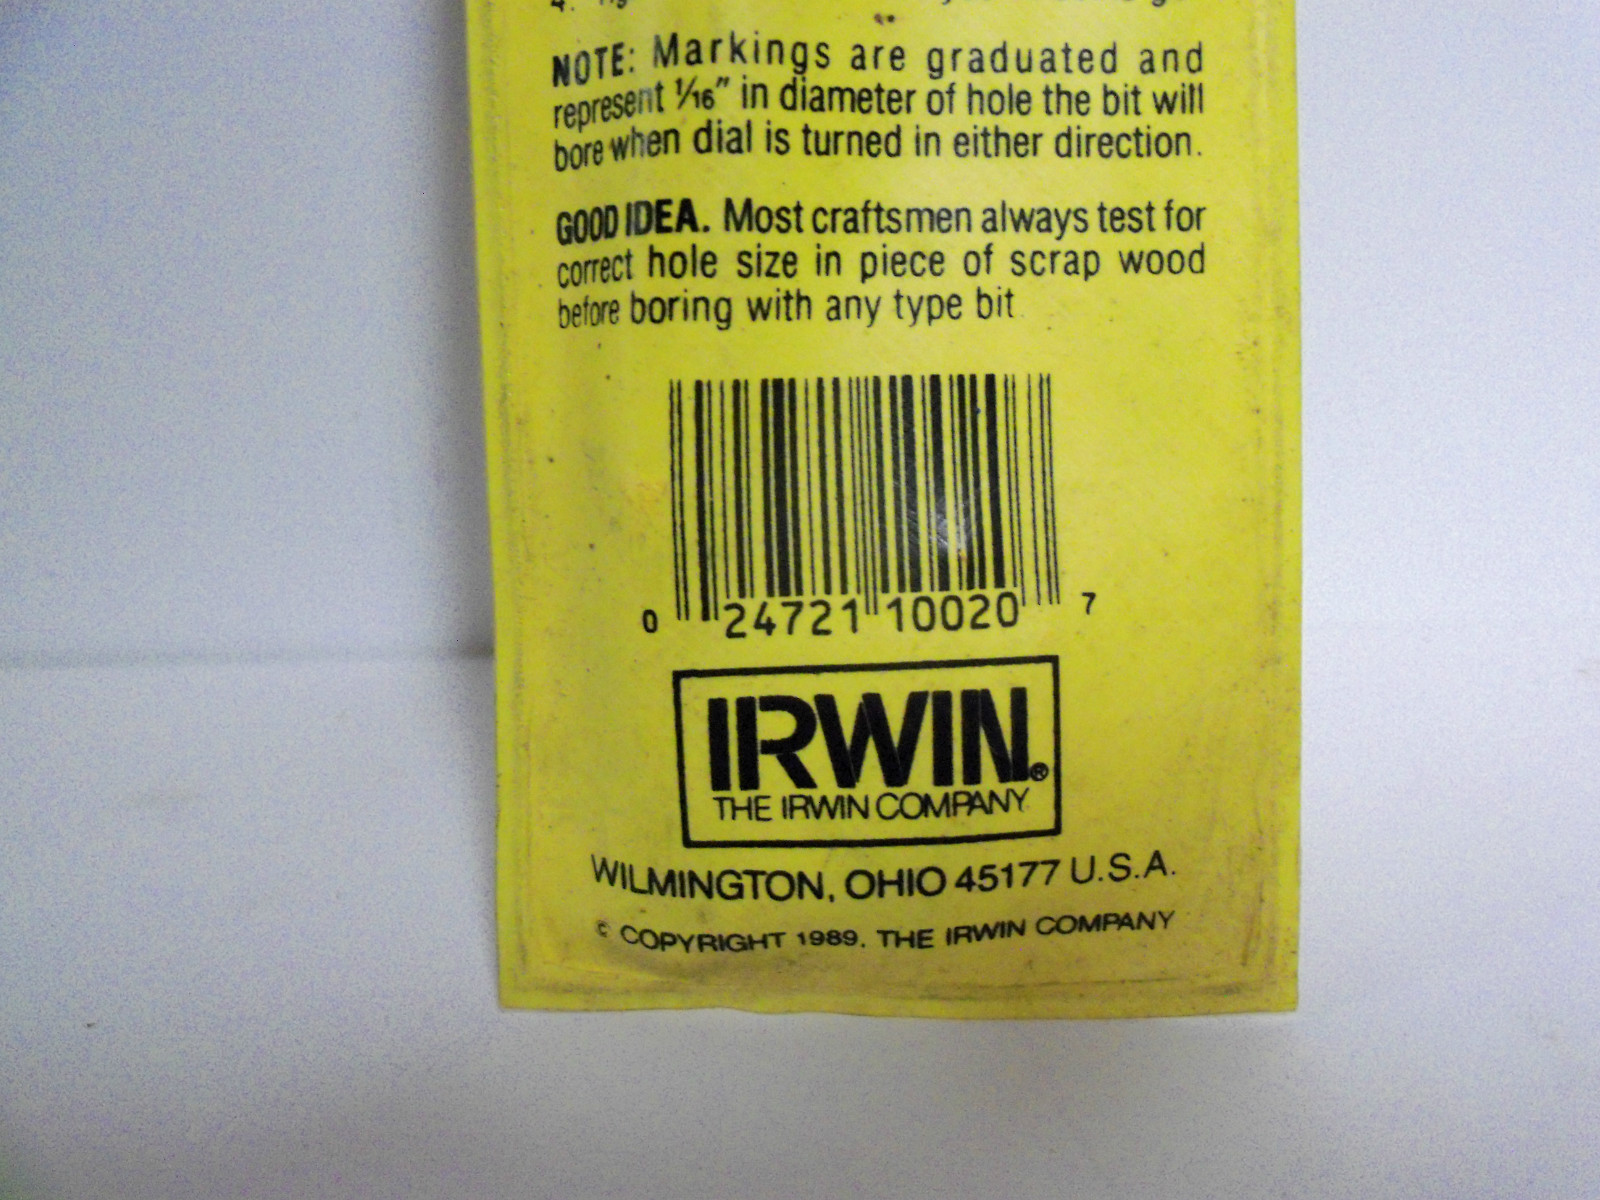 4.
NOTE: Markings are graduated and
represent 1/16" in diameter of hole the bit will
bore when dial is turned in either direction.
GOOD IDEA. Most craftsmen always test for
correct hole size in piece of scrap wood
before boring with any type bit
0 24721 10020 7
IRWIN®
THE IRWIN COMPANY
WILMINGTON, OHIO 45177 U.S.A.
© COPYRIGHT 1989. THE IRWIN COMPANY